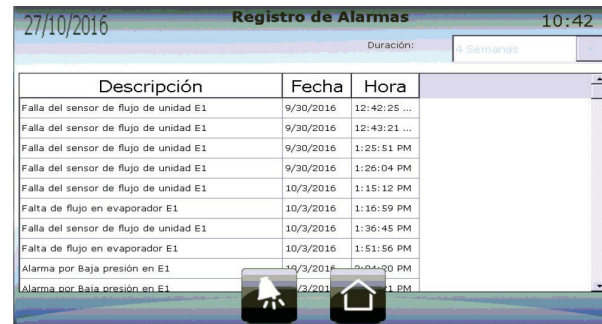 27/10/2016 Registro de Alarmas 10:42
Duración: 4 Semanas
Descripción Fecha Hora
Falla del sensor de flujo de unidad E1 9/30/2016 12:42:25 ...
Falla del sensor de flujo de unidad E1 9/30/2016 12:43:21 ...
Falla del sensor de flujo de unidad E1 9/30/2016 1:25:51 PM
Falla del sensor de flujo de unidad E1 9/30/2016 1:26:04 PM
Falla del sensor de flujo de unidad E1 10/3/2016 1:15:12 PM
Falta de flujo en evaporador E1 10/3/2016 1:16:59 PM
Falla del sensor de flujo de unidad E1 10/3/2016 1:36:45 PM
Falta de flujo en evaporador E1 10/3/2016 1:51:56 PM
Alarma por Baja presión en E1 PM
Alarma por Baja presión en E1 PM